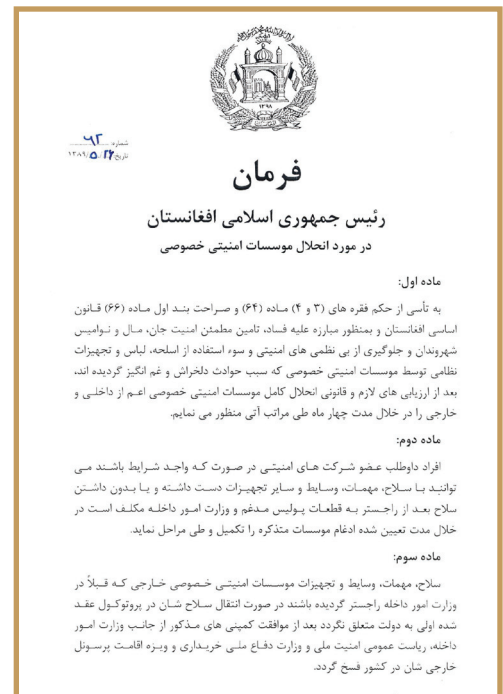 شماره: ۶۲
تاریخ ۱۳۸۹/۵/۲۶
۱۲۹۸
فرمان
رئیس جمهوری اسلامی افغانستان
در مورد انحلال موسسات امنیتی خصوصی
ماده اول:
به تأسی از حکم فقره های (۳ و ۴) ماده (۶۴) و صراحت بند اول ماده (۶۶) قانون
اساسی افغانستان و بمنظور مبارزه علیه فساد، تامین مطمئن امنیت جان، مال و نوامیس
شهروندان و جلوگیری از بی نظمی های امنیتی و سوء استفاده از اسلحه، لباس و تجهیزات
نظامی توسط موسسات امنیتی خصوصی که سبب حوادث دلخراش و غم انگیز گردیده اند،
بعد از ارزیابی های لازم و قانونی انحلال کامل موسسات امنیتی خصوصی اعم از داخلی و
خارجی را در خلال مدت چهار ماه طی مراتب آتی منظور می نمایم.
ماده دوم:
افراد داوطلب عضو شرکت های امنیتی در صورت که واجد شرایط باشند می
توانند با سلاح، مهمات، وسایط و سایر تجهیزات دست داشته و یا بدون داشتن
سلاح بعد از راجستر به قطعات پولیس مدغم و وزارت امور داخله مکلف است در
خلال مدت تعیین شده ادغام موسسات متذکره را تکمیل و طی مراحل نماید.
ماده سوم:
سلاح، مهمات، وسایط و تجهیزات موسسات امنیتی خصوصی خارجی که قبلاً در
وزارت امور داخله راجستر گردیده باشند در صورت انتقال سلاح شان در پروتوکول عقد
شده اولی به دولت متعلق نگردد بعد از موافقت کمپنی های مذکور از جانب وزارت امور
داخله، ریاست عمومی امنیت ملی و وزارت دفاع ملی خریداری و ویزه اقامت پرسونل
خارجی شان در کشور فسخ گردد.